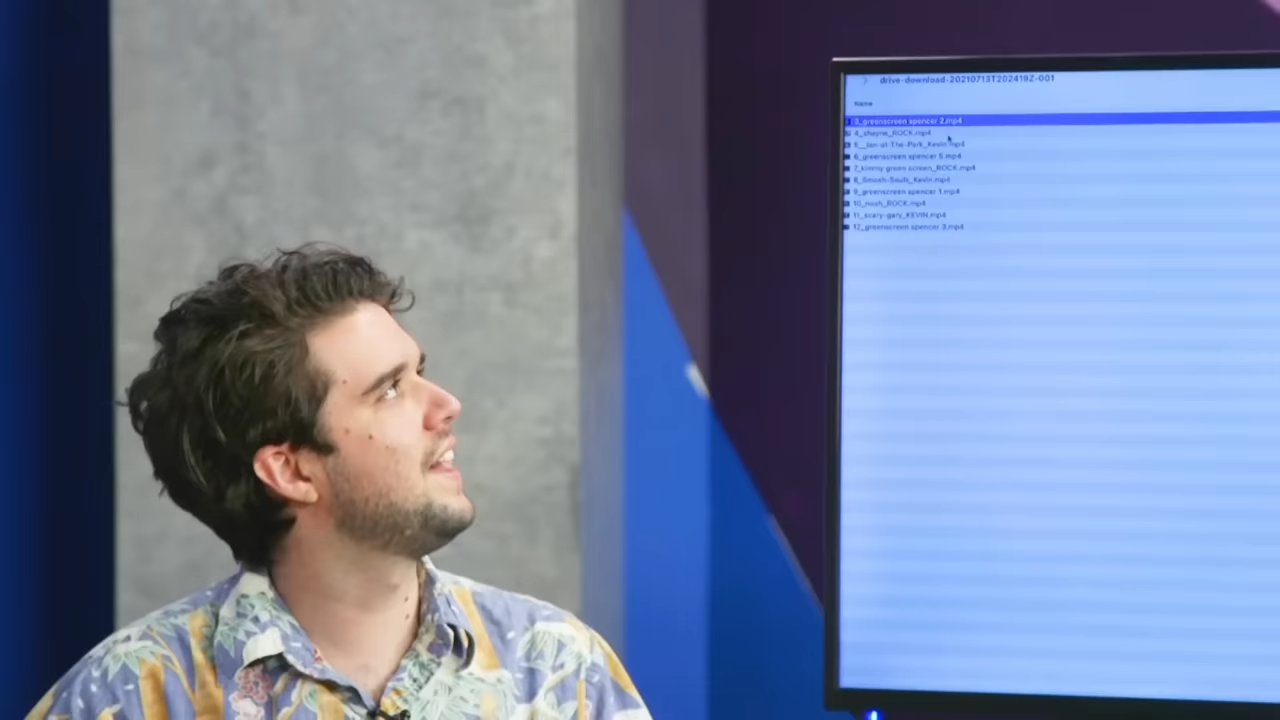 drive-download-20210713T202419Z-001
Name
3_greenscreen spencer 2.mp4
4_shayne_ROCK.mp4
5__Ian-at-The-Park_Kevin.mp4
6_greenscreen spencer 5.mp4
7_kimmy green screen_ROCK.mp4
8_Smosh-Souls_Kevin.mp4
9_greenscreen spencer 1.mp4
10_nosh_ROCK.mp4
11_scary-gary_KEVIN.mp4
12_greenscreen spencer 3.mp4